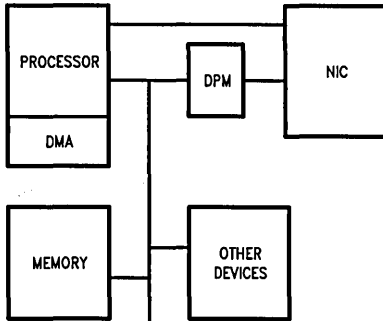 PROCESSOR
DMA
DPM
NIC
MEMORY
OTHER
DEVICES